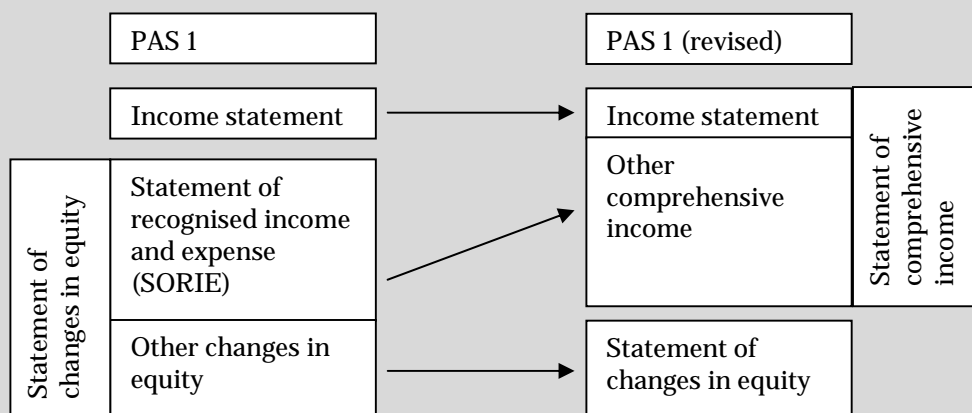 PAS 1
PAS 1 (revised)
Income statement
Income statement
Statement of
changes in equity
Statement of
recognised income
and expense
(SORIE)
Other
comprehensive
income
Statement of
comprehensive
income
Other changes in
equity
Statement of
changes in equity